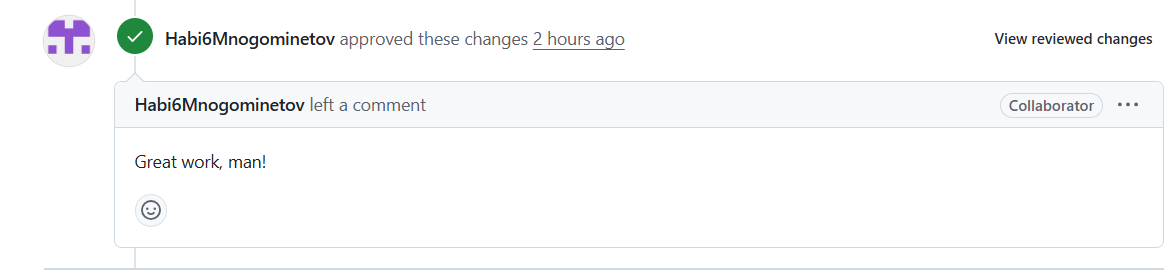 Habi6Mnogominetov approved these changes 2 hours ago
View reviewed changes
Habi6Mnogominetov left a comment
Collaborator
Great work, man!